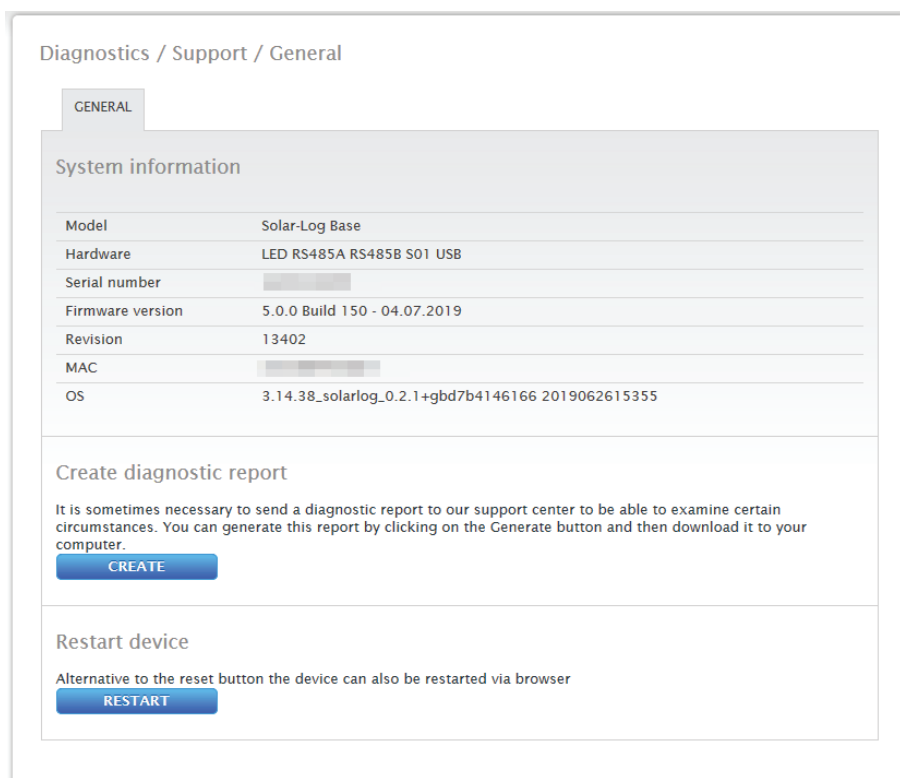 Diagnostics / Support / General
GENERAL
System information
Model Solar-Log Base
Hardware LED RS485A RS485B S01 USB
Serial number
Firmware version 5.0.0 Build 150 - 04.07.2019
Revision 13402
MAC
OS 3.14.38_solarlog_0.2.1+gbd7b4146166 2019062615355
Create diagnostic report
It is sometimes necessary to send a diagnostic report to our support center to be able to examine certain
circumstances. You can generate this report by clicking on the Generate button and then download it to your
computer.
CREATE
Restart device
Alternative to the reset button the device can also be restarted via browser
RESTART